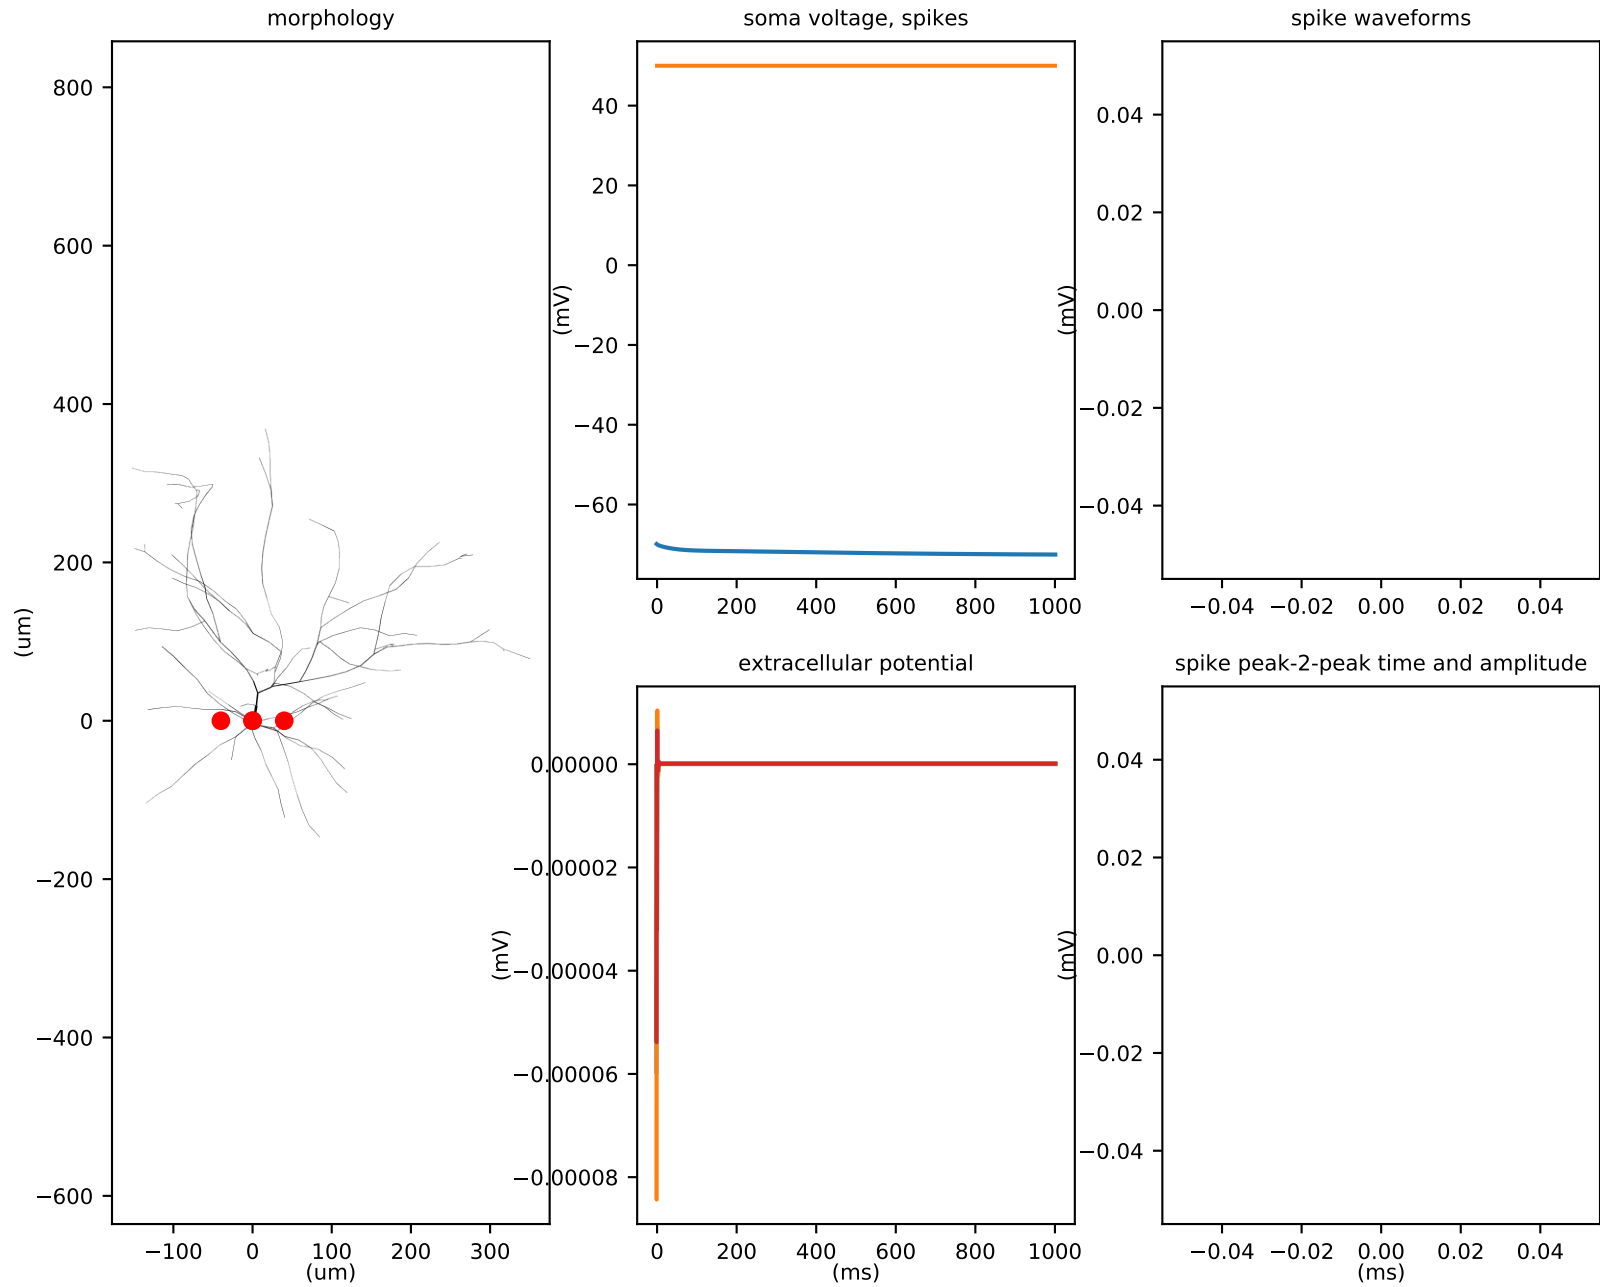 morphology
800
600
400
200
0
−200
−400
−600
(um)
−100 0 100 200 300
(um)
soma voltage, spikes
40
20
0
−20
−40
−60
(mV)
0 200 400 600 800 1000
spike waveforms
0.04
0.02
0.00
−0.02
−0.04
(mV)
−0.04 −0.02 0.00 0.02 0.04
extracellular potential
0.00000
−0.00002
−0.00004
−0.00006
−0.00008
(mV)
0 200 400 600 800 1000
(ms)
spike peak-2-peak time and amplitude
0.04
0.02
0.00
−0.02
−0.04
(mV)
−0.04 −0.02 0.00 0.02 0.04
(ms)